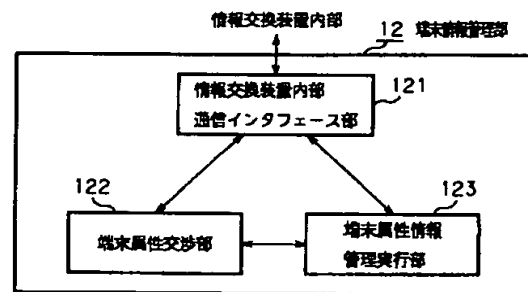 情報交換装置内部
12 端末情報管理部
情報交換装置内部
通信インタフェース部
121
122
端末属性交渉部
123
端末属性情報
管理実行部